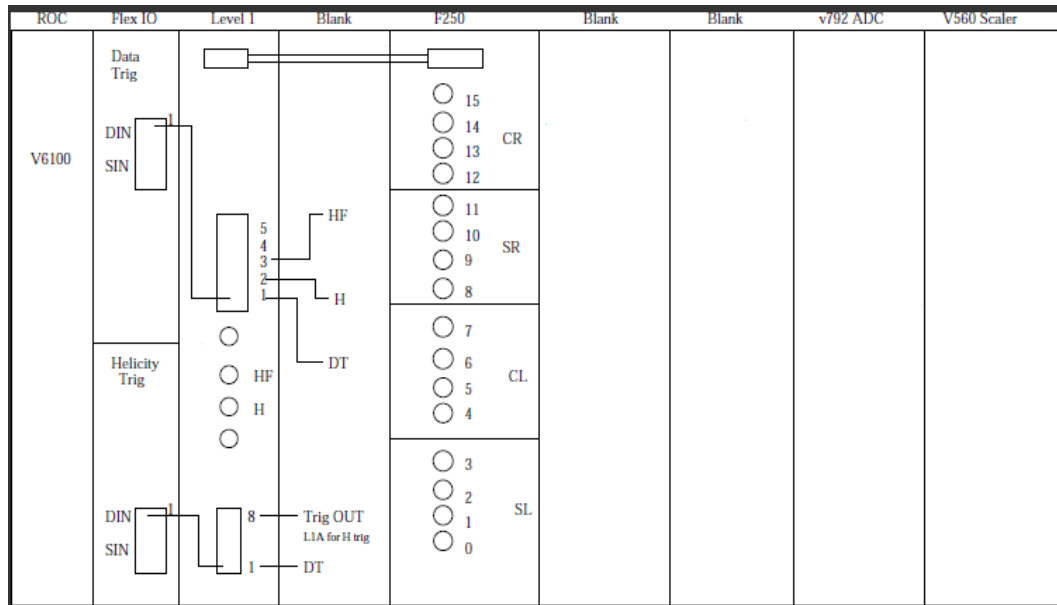 ROC Flex IO Level 1 Blank F250 Blank Blank v792 ADC V560 Scaler
Data
Trig
DIN 1
SIN
V6100
Helicity
Trig
DIN 1
SIN
5
4
3
2
1
HF
H
8
1
HF
H
DT
Trig OUT
L1A for H trig
DT
15
14
13
12
CR
11
10
9
8
SR
7
6
5
4
CL
3
2
1
0
SL